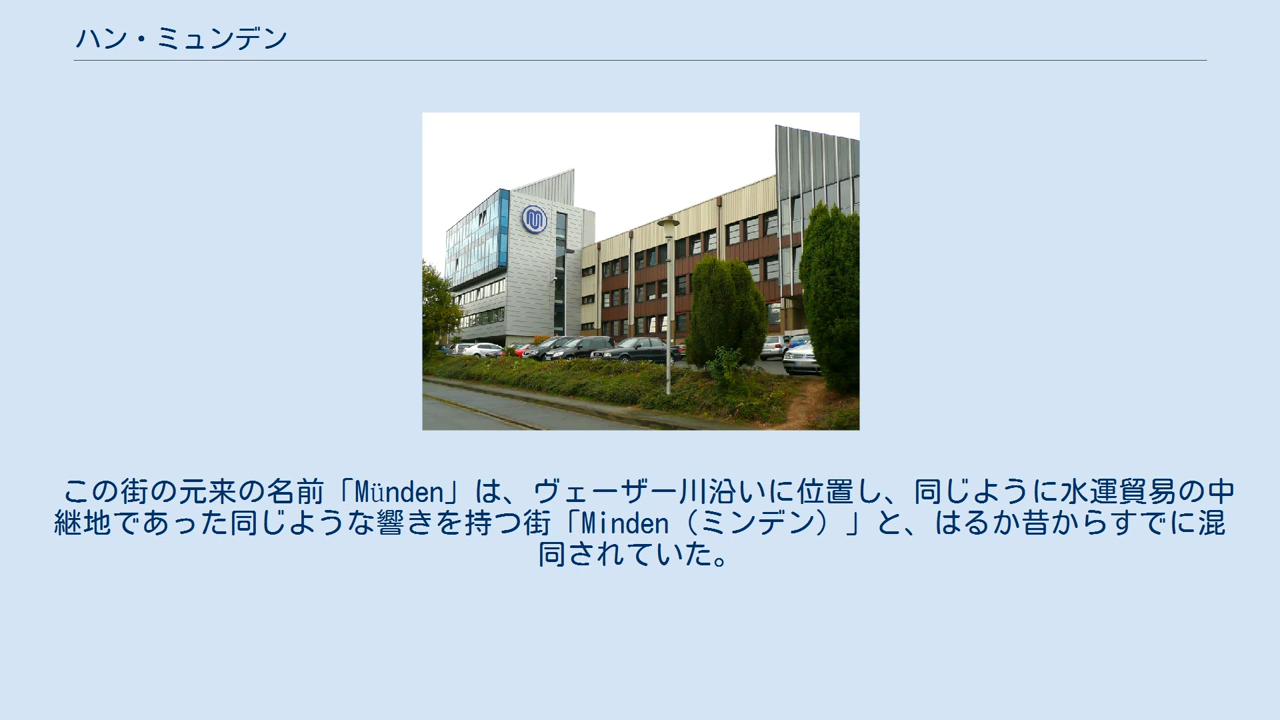 ハン・ミュンデン
この街の元来の名前「Münden」は、ヴェーザー川沿いに位置し、同じように水運貿易の中
継地であった同じような響きを持つ街「Minden（ミンデン）」と、はるか昔からすでに混
同されていた。